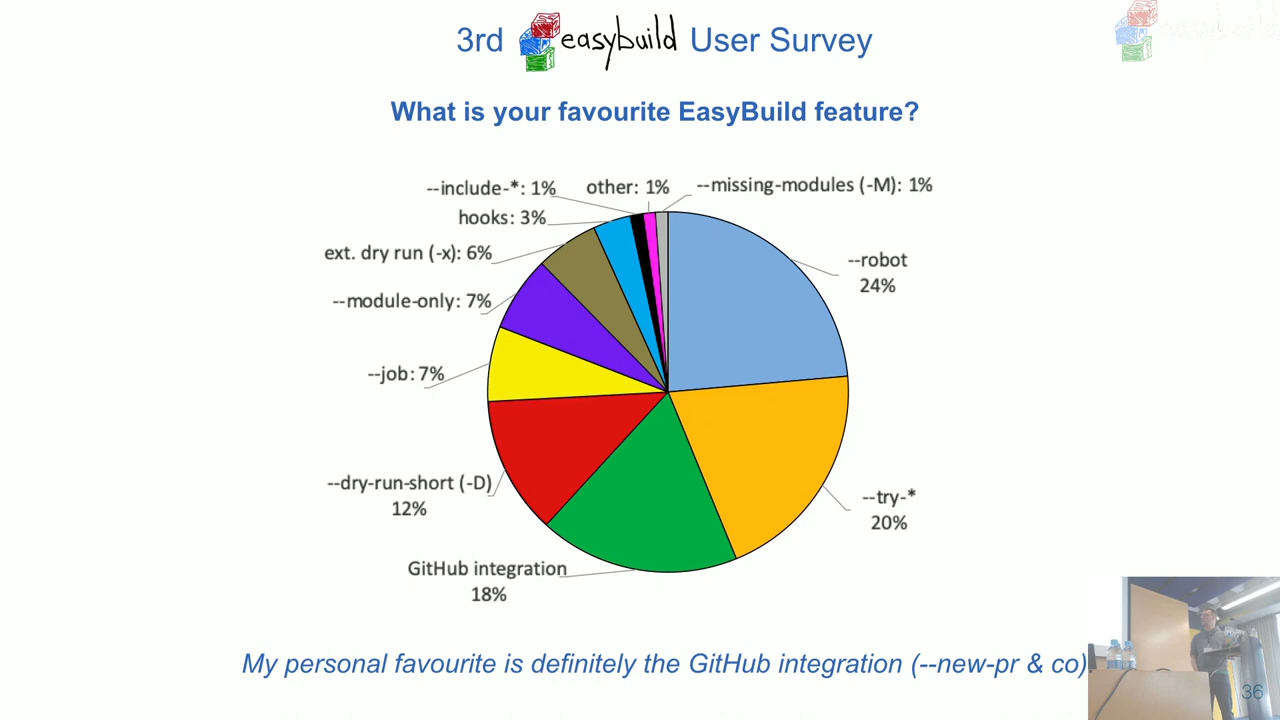 3rd easybuild User Survey
What is your favourite EasyBuild feature?
--include-*: 1%
other: 1%
--missing-modules (-M): 1%
hooks: 3%
ext. dry run (-x): 6%
--robot
24%
--module-only: 7%
--job: 7%
--dry-run-short (-D)
12%
--try-*
20%
GitHub integration
18%
My personal favourite is definitely the GitHub integration (--new-pr & co).
36